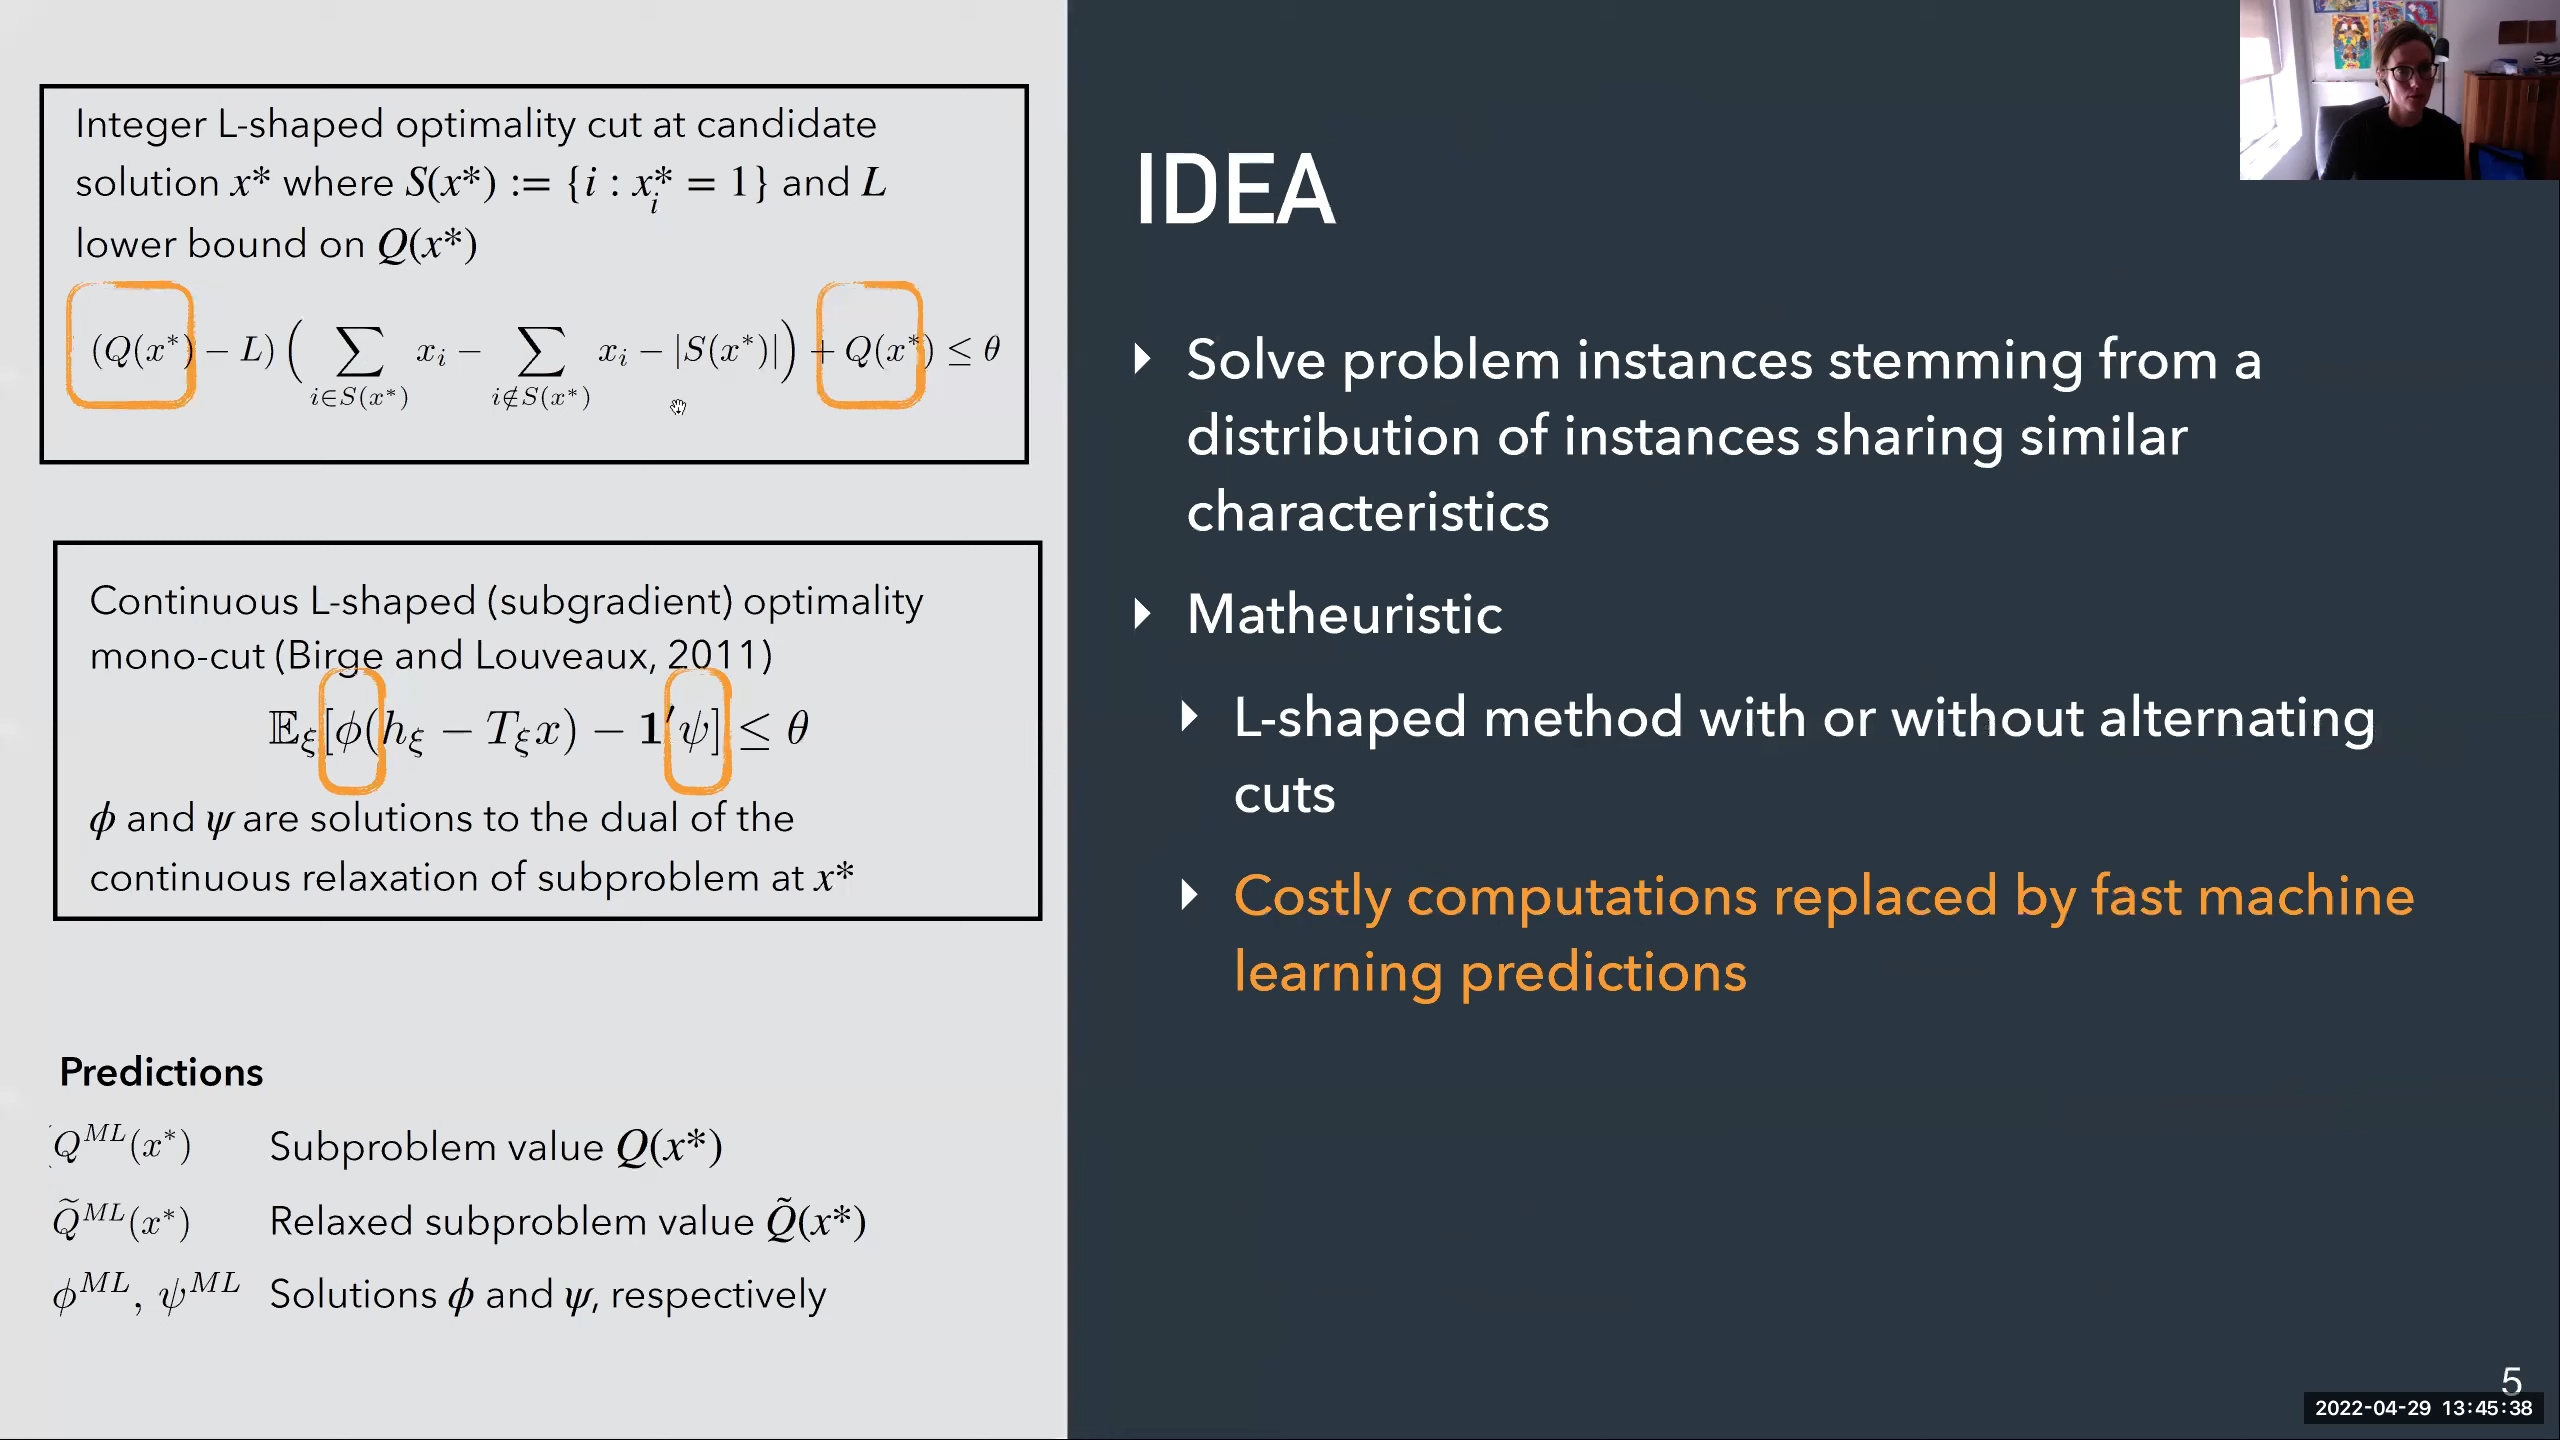 Integer L-shaped optimality cut at candidate
solution x* where S(x*) := {i : x*_i = 1} and L
lower bound on Q(x*)
(Q(x*) − L) ( ∑_{i∈S(x*)} x_i − ∑_{i∉S(x*)} x_i − |S(x*)| ) + Q(x*) ≤ θ
Continuous L-shaped (subgradient) optimality
mono-cut (Birge and Louveaux, 2011)
𝔼_ξ[ϕ(h_ξ − T_ξ x) − 1′ψ] ≤ θ
ϕ and ψ are solutions to the dual of the
continuous relaxation of subproblem at x*
Predictions
Q^{ML}(x*) Subproblem value Q(x*)
Q̃^{ML}(x*) Relaxed subproblem value Q̃(x*)
ϕ^{ML}, ψ^{ML} Solutions ϕ and ψ, respectively
IDEA
Solve problem instances stemming from a
distribution of instances sharing similar
characteristics
Matheuristic
L-shaped method with or without alternating
cuts
Costly computations replaced by fast machine
learning predictions
5
2022-04-29 13:45:38